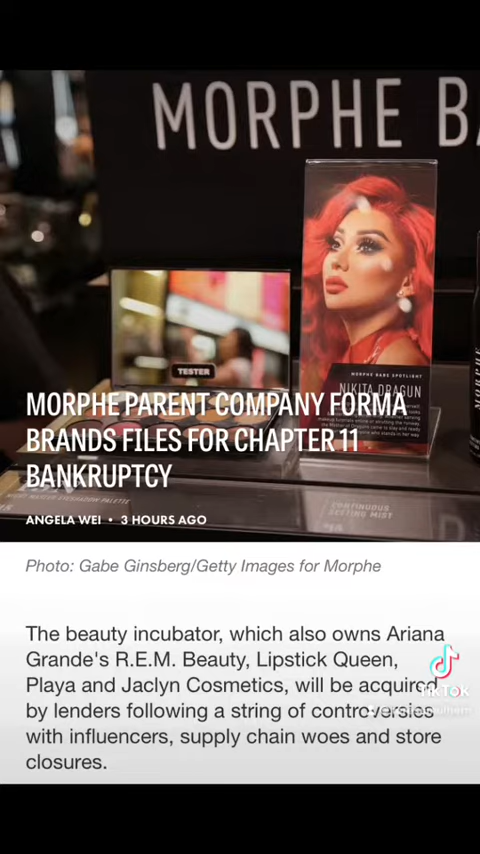 MORPHE BA
TESTER
MORPHE BABE SPOTLIGHT
NIKITA DRAGUN
MORPHE PARENT COMPANY FORMA
BRANDS FILES FOR CHAPTER 11
BANKRUPTCY
EYESHADOW PALETTE
CONTINUOUS
SETTING MIST
ANGELA WEI • 3 HOURS AGO
Photo: Gabe Ginsberg/Getty Images for Morphe
The beauty incubator, which also owns Ariana
Grande's R.E.M. Beauty, Lipstick Queen,
Playa and Jaclyn Cosmetics, will be acquired
by lenders following a string of controversies
with influencers, supply chain woes and store
closures.
TikTok